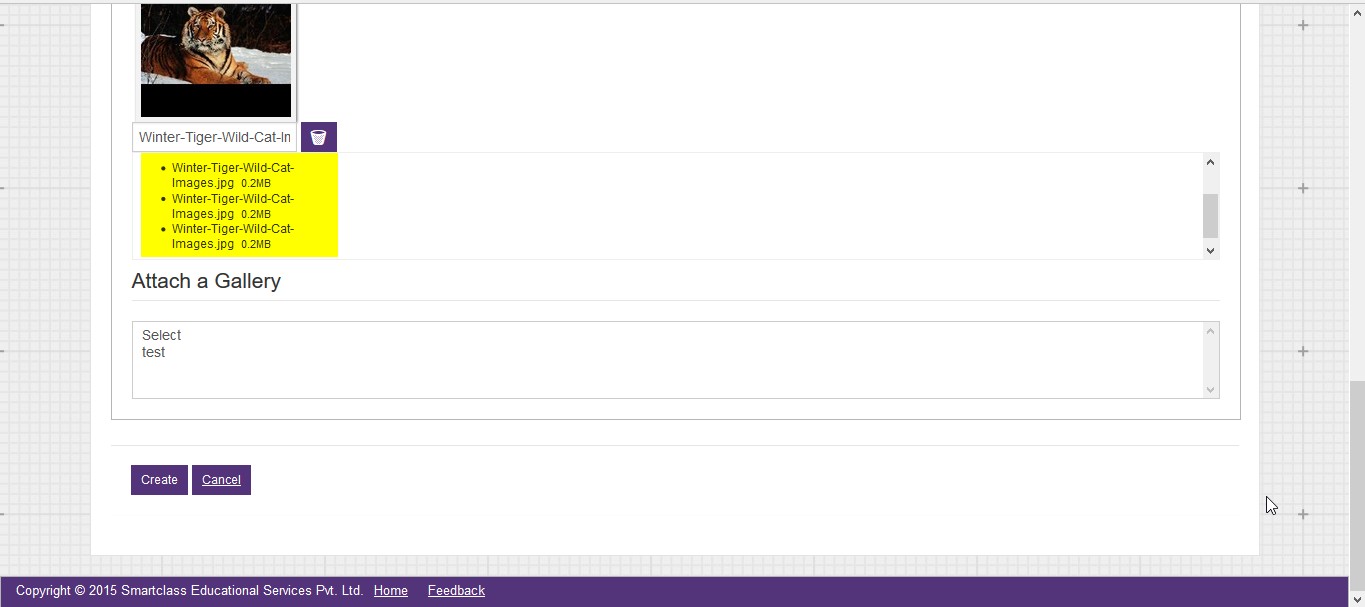 Winter-Tiger-Wild-Cat-In
Winter-Tiger-Wild-Cat-
Images.jpg 0.2MB
Winter-Tiger-Wild-Cat-
Images.jpg 0.2MB
Winter-Tiger-Wild-Cat-
Images.jpg 0.2MB
Attach a Gallery
Select
test
Create Cancel
Copyright © 2015 Smartclass Educational Services Pvt. Ltd. Home Feedback